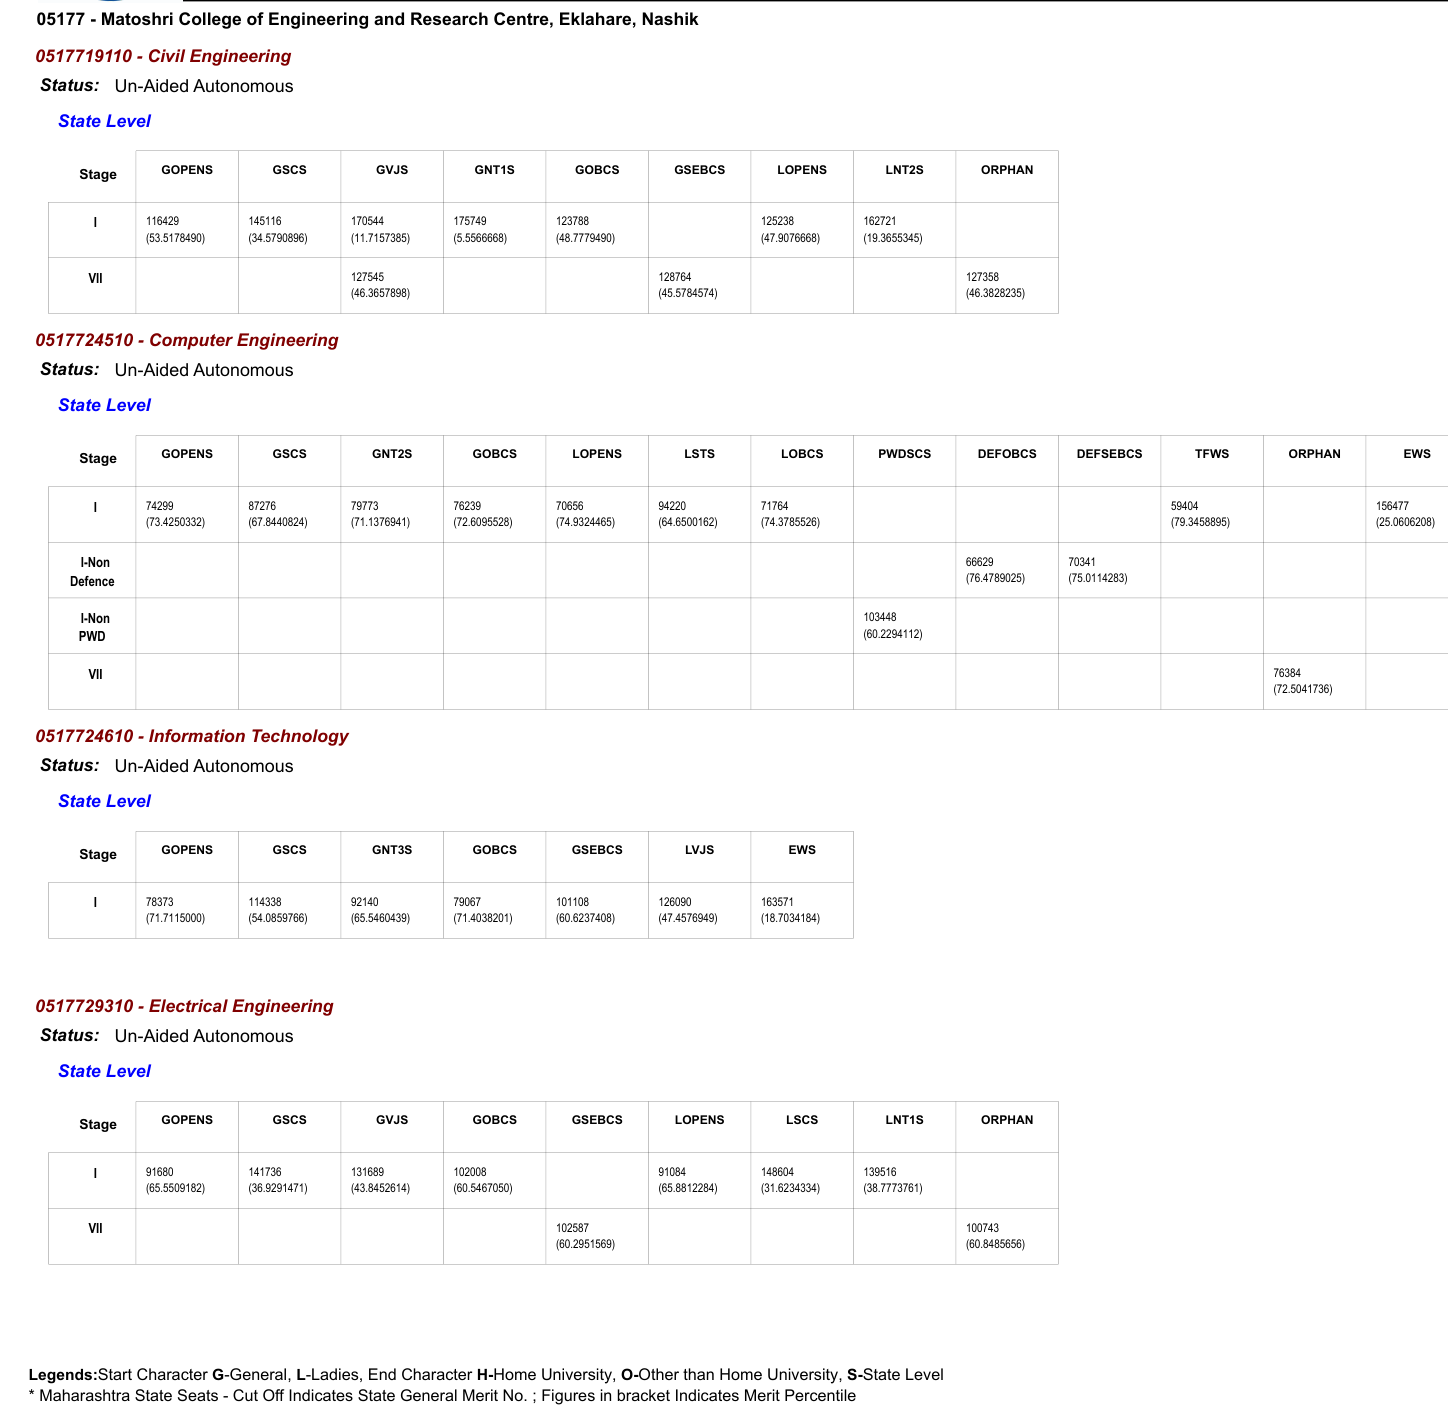 05177 - Matoshri College of Engineering and Research Centre, Eklahare, Nashik
0517719110 - Civil Engineering
Status: Un-Aided Autonomous
State Level
Stage GOPENS GSCS GVJS GNT1S GOBCS GSEBCS LOPENS LNT2S ORPHAN
I 116429 145116 170544 175749 123788 125238 162721
(53.5178490) (34.5790896) (11.7157385) (5.5566668) (48.7779490) (47.9076668) (19.3655345)
VII 127545 128764 127358
(46.3657898) (45.5784574) (46.3828235)
0517724510 - Computer Engineering
Status: Un-Aided Autonomous
State Level
Stage GOPENS GSCS GNT2S GOBCS LOPENS LSTS LOBCS PWDSCS DEFOBCS DEFSEBCS TFWS ORPHAN EWS
I 74299 87276 79773 76239 70656 94220 71764 59404 156477
(73.4250332) (67.8440824) (71.1376941) (72.6095528) (74.9324465) (64.6500162) (74.3785526) (79.3458895) (25.0606208)
I-Non 66629 70341
Defence (76.4789025) (75.0114283)
I-Non 103448
PWD (60.2294112)
VII 76384
(72.5041736)
0517724610 - Information Technology
Status: Un-Aided Autonomous
State Level
Stage GOPENS GSCS GNT3S GOBCS GSEBCS LVJS EWS
I 78373 114338 92140 79067 101108 126090 163571
(71.7115000) (54.0859766) (65.5460439) (71.4038201) (60.6237408) (47.4576949) (18.7034184)
0517729310 - Electrical Engineering
Status: Un-Aided Autonomous
State Level
Stage GOPENS GSCS GVJS GOBCS GSEBCS LOPENS LSCS LNT1S ORPHAN
I 91680 141736 131689 102008 91084 148604 139516
(65.5509182) (36.9291471) (43.8452614) (60.5467050) (65.8812284) (31.6234334) (38.7773761)
VII 102587 100743
(60.2951569) (60.8485656)
Legends:Start Character G-General, L-Ladies, End Character H-Home University, O-Other than Home University, S-State Level
* Maharashtra State Seats - Cut Off Indicates State General Merit No. ; Figures in bracket Indicates Merit Percentile